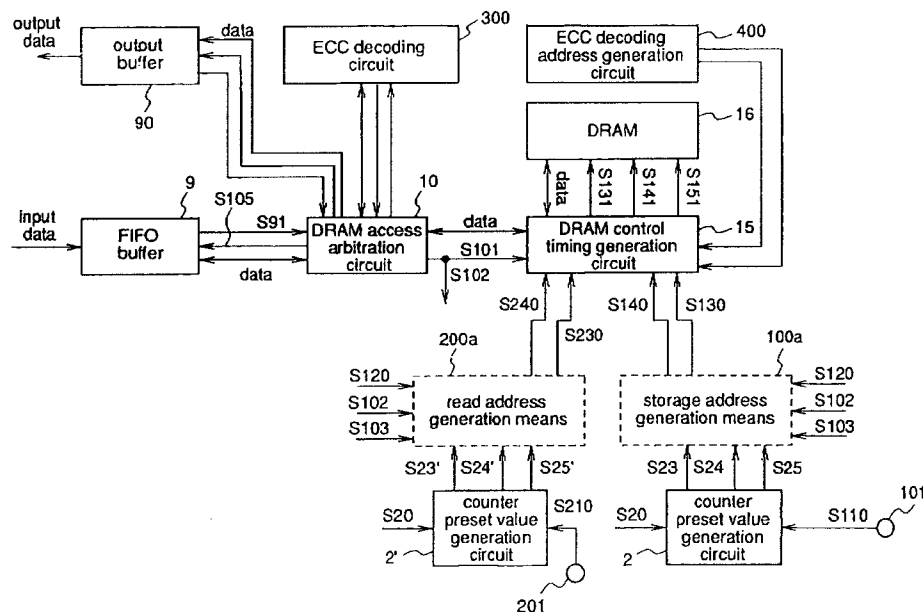 output
data
output
buffer
90
data
ECC decoding
circuit
300
ECC decoding
address generation
circuit
400
DRAM
16
data
S131
S141
S151
input
data
9
FIFO
buffer
S105
S91
data
10
DRAM access
arbitration
circuit
data
S101
S102
DRAM control
timing generation
circuit
15
S240
S230
S140
S130
200a
S120
S102
S103
read address
generation means
100a
storage address
generation means
S120
S102
S103
S23'
S24'
S25'
S20
counter
preset value
generation
circuit
2'
S210
201
S23
S24
S25
S20
counter
preset value
generation
circuit
2
S110
101